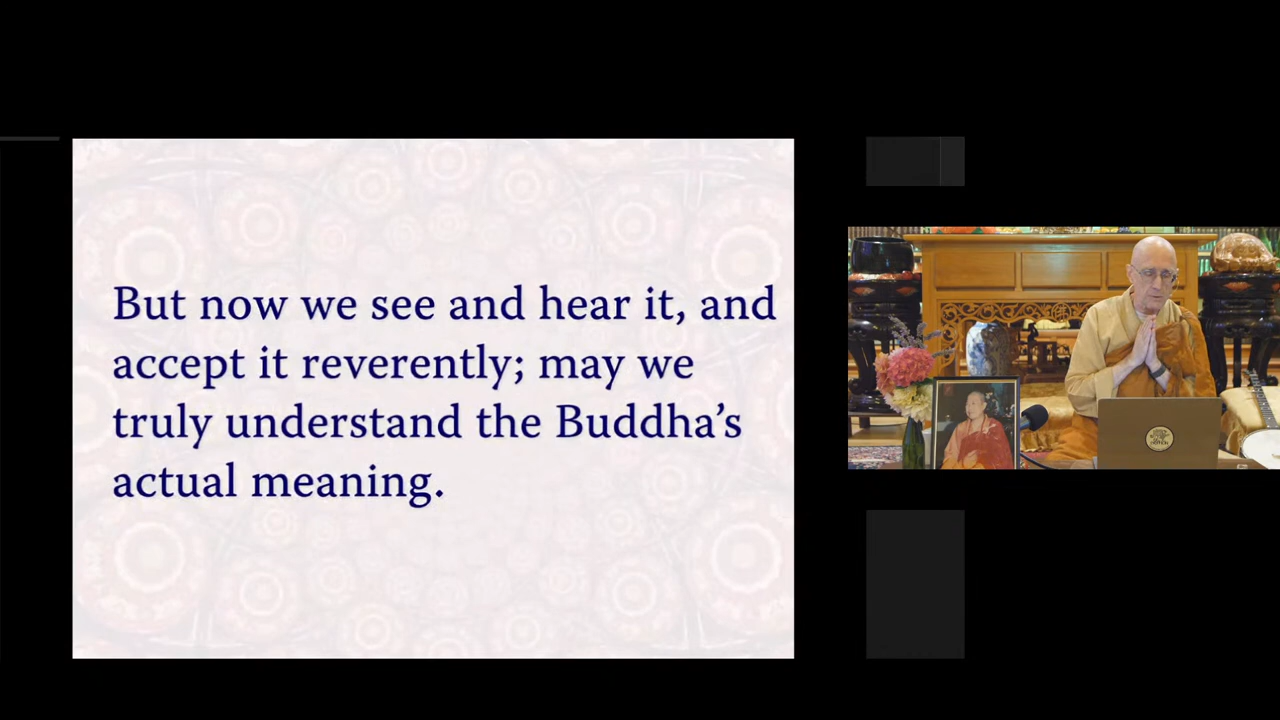 But now we see and hear it, and
accept it reverently; may we
truly understand the Buddha’s
actual meaning.